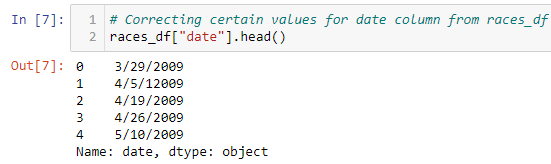 In [7]: 1 # Correcting certain values for date column from races_df
2 races_df["date"].head()
Out[7]: 0 3/29/2009
1 4/5/12009
2 4/19/2009
3 4/26/2009
4 5/10/2009
Name: date, dtype: object